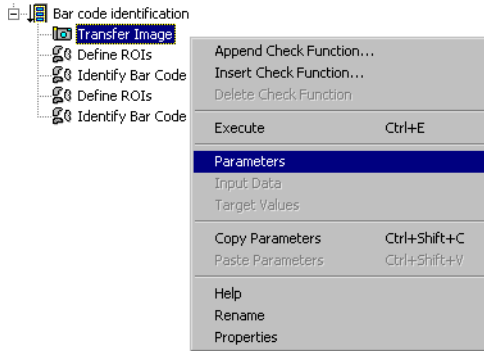 Bar code identification
Transfer Image
Define ROIs
Identify Bar Code
Define ROIs
Identify Bar Code
Append Check Function...
Insert Check Function...
Delete Check Function
Execute Ctrl+E
Parameters
Input Data
Target Values
Copy Parameters Ctrl+Shift+C
Paste Parameters Ctrl+Shift+V
Help
Rename
Properties